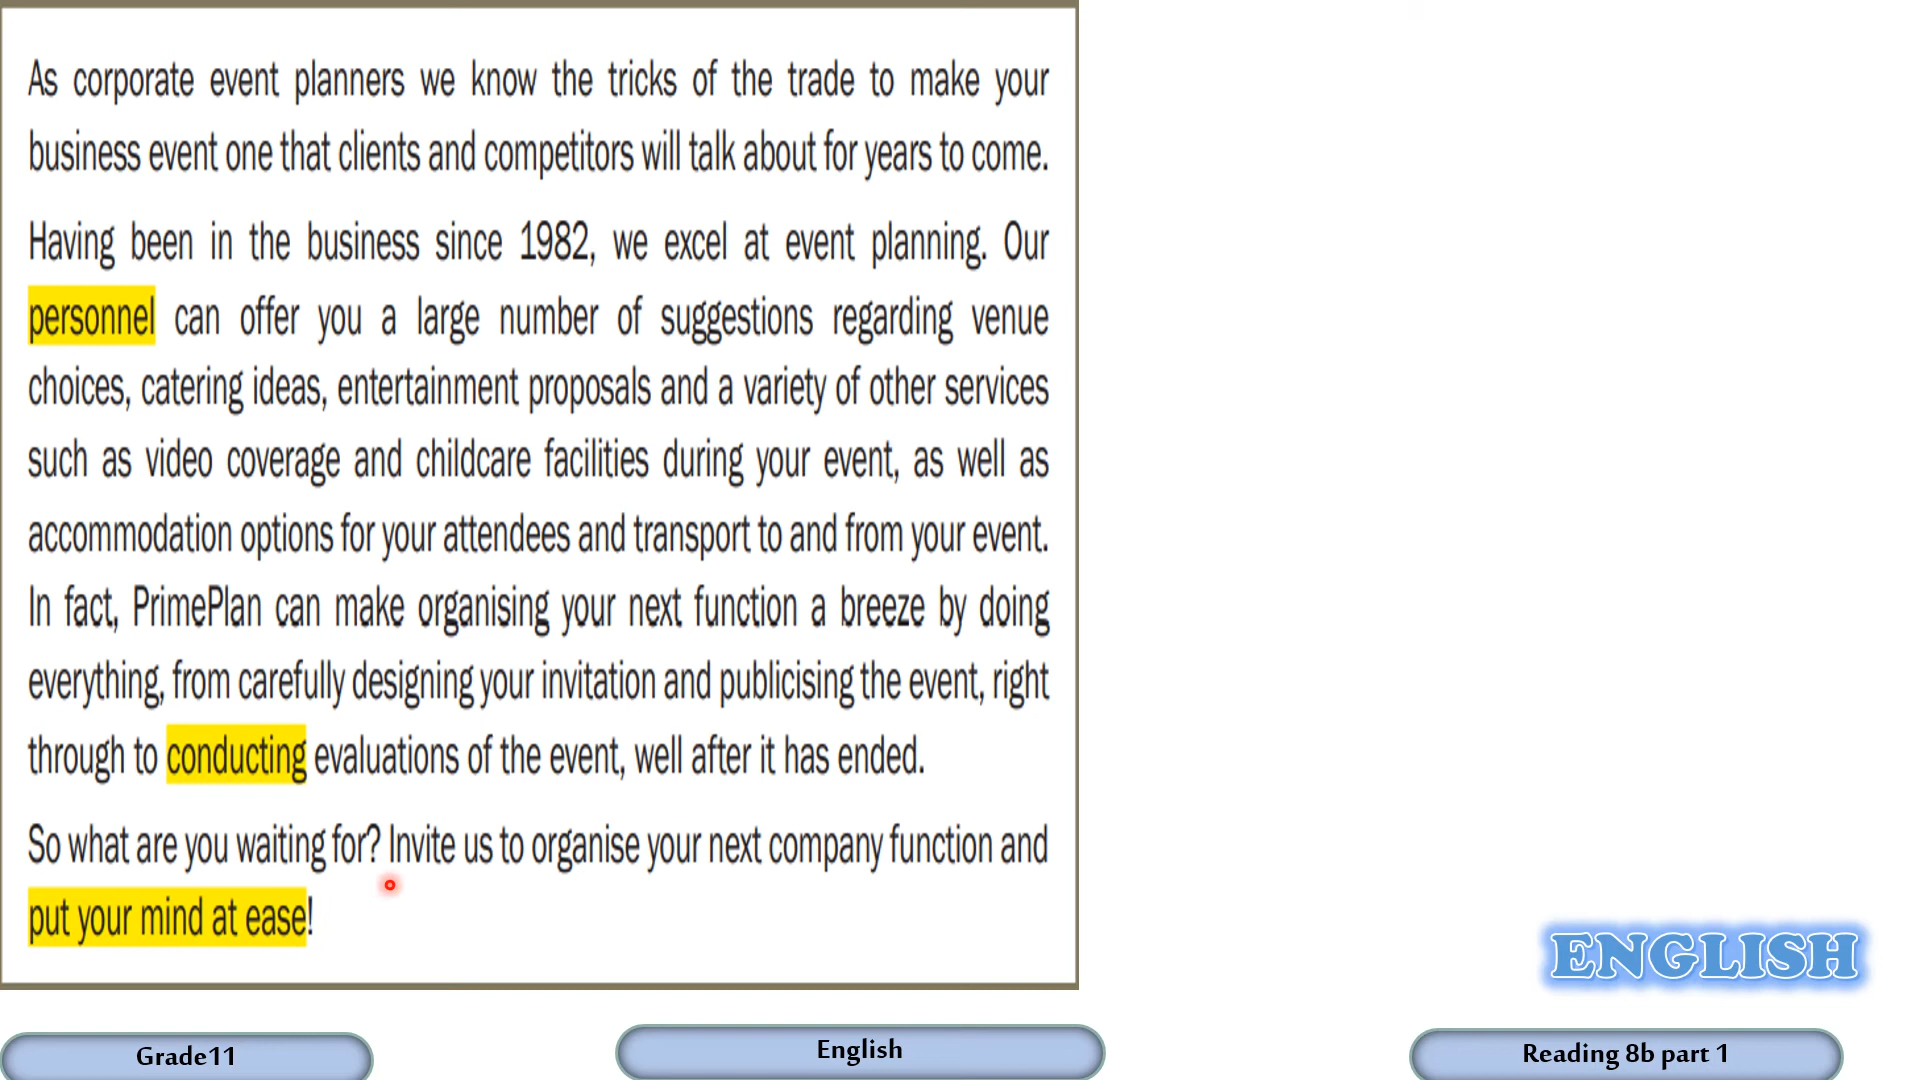 As corporate event planners we know the tricks of the trade to make your
business event one that clients and competitors will talk about for years to come.
Having been in the business since 1982, we excel at event planning. Our
personnel can offer you a large number of suggestions regarding venue
choices, catering ideas, entertainment proposals and a variety of other services
such as video coverage and childcare facilities during your event, as well as
accommodation options for your attendees and transport to and from your event.
In fact, PrimePlan can make organising your next function a breeze by doing
everything, from carefully designing your invitation and publicising the event, right
through to conducting evaluations of the event, well after it has ended.
So what are you waiting for? Invite us to organise your next company function and
put your mind at ease!
ENGLISH
Grade11
English
Reading 8b part 1